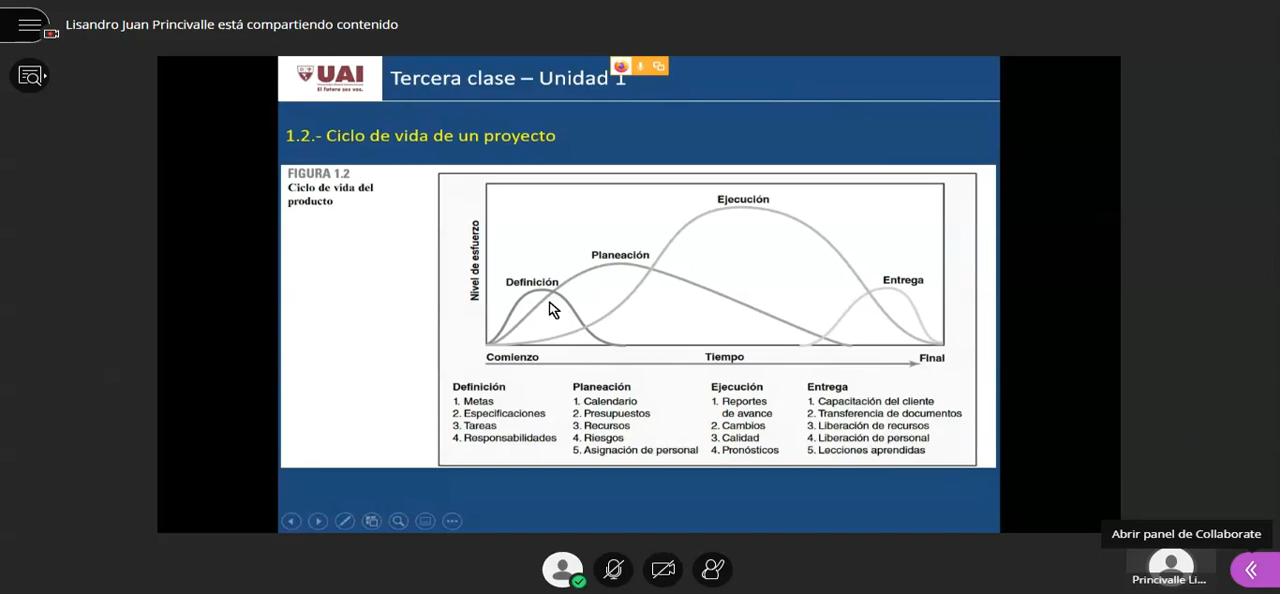 Lisandro Juan Princivalle está compartiendo contenido
UAI
El futuro sos vos.
Tercera clase – Unidad 1
1.2.- Ciclo de vida de un proyecto
FIGURA 1.2
Ciclo de vida del
producto
Nivel de esfuerzo
Definición
Planeación
Ejecución
Entrega
Comienzo
Tiempo
Final
Definición
1. Metas
2. Especificaciones
3. Tareas
4. Responsabilidades
Planeación
1. Calendario
2. Presupuestos
3. Recursos
4. Riesgos
5. Asignación de personal
Ejecución
1. Reportes
de avance
2. Cambios
3. Calidad
4. Pronósticos
Entrega
1. Capacitación del cliente
2. Transferencia de documentos
3. Liberación de recursos
4. Liberación de personal
5. Lecciones aprendidas
Abrir panel de Collaborate
Princivalle Li...